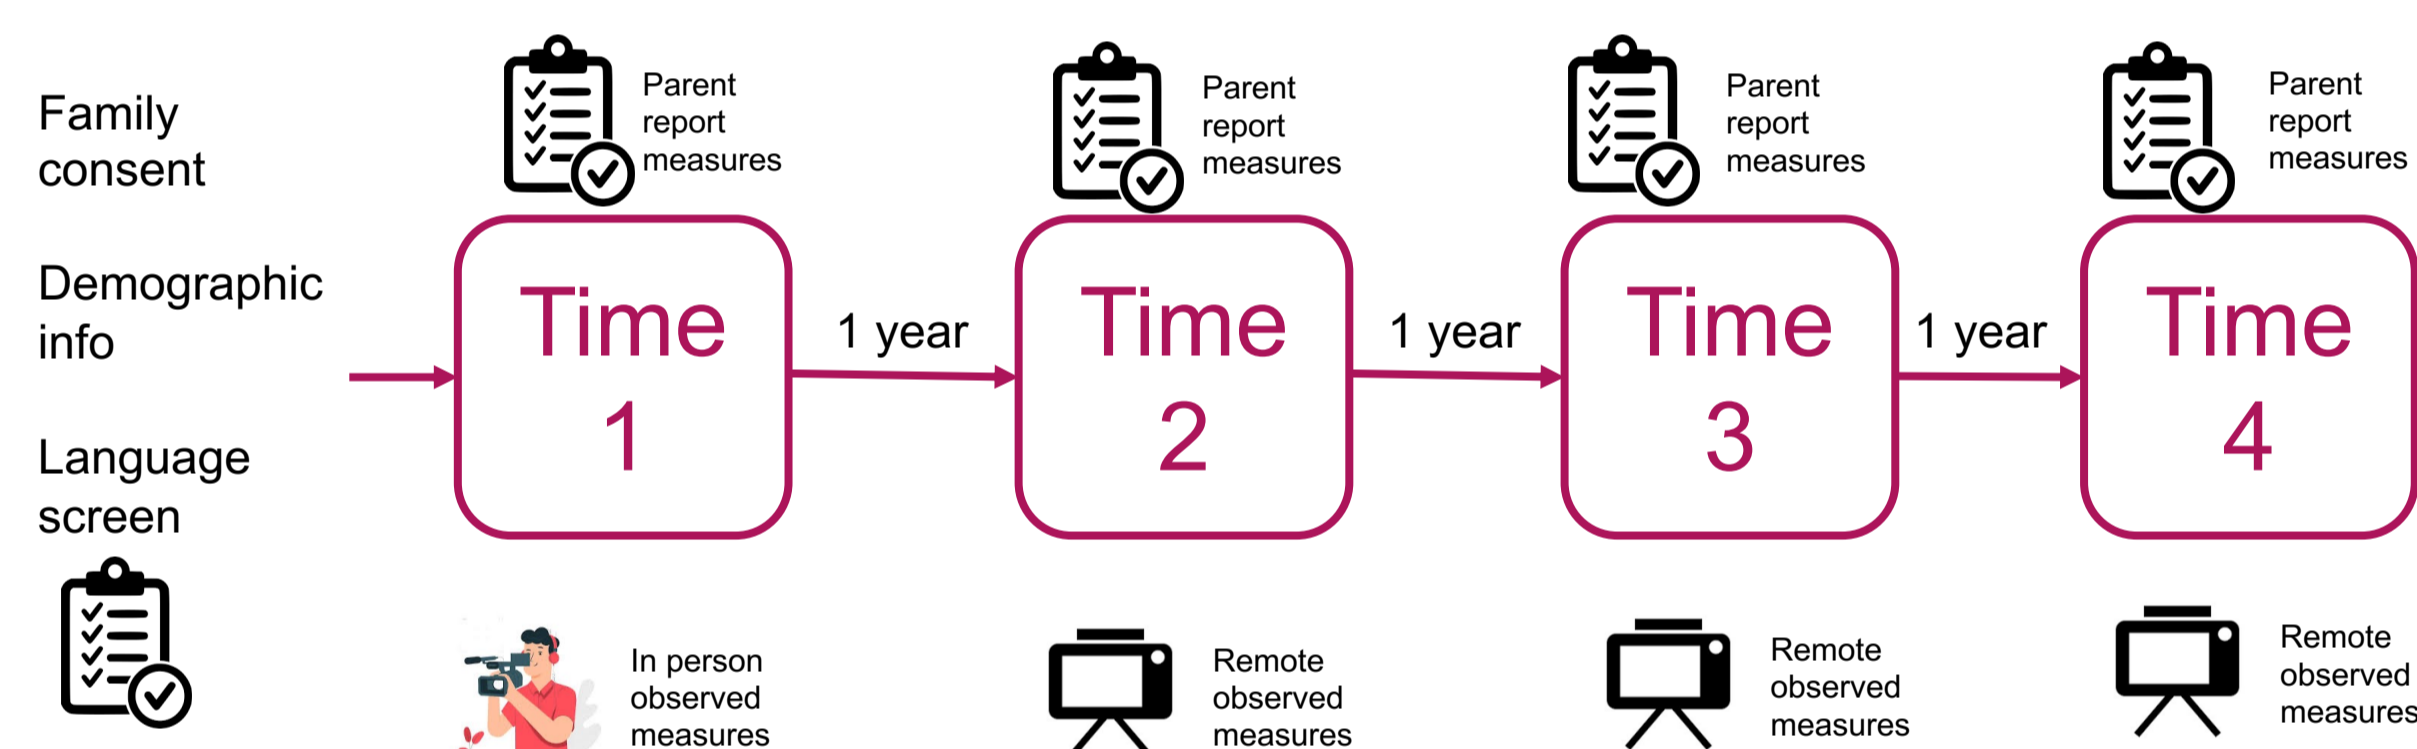 Family
consent
Demographic
info
Language
screen
Parent
report
measures
Time
1
In person
observed
measures
1 year
Parent
report
measures
Time
2
Remote
observed
measures
1 year
Parent
report
measures
Time
3
Remote
observed
measures
1 year
Parent
report
measures
Time
4
Remote
observed
measures